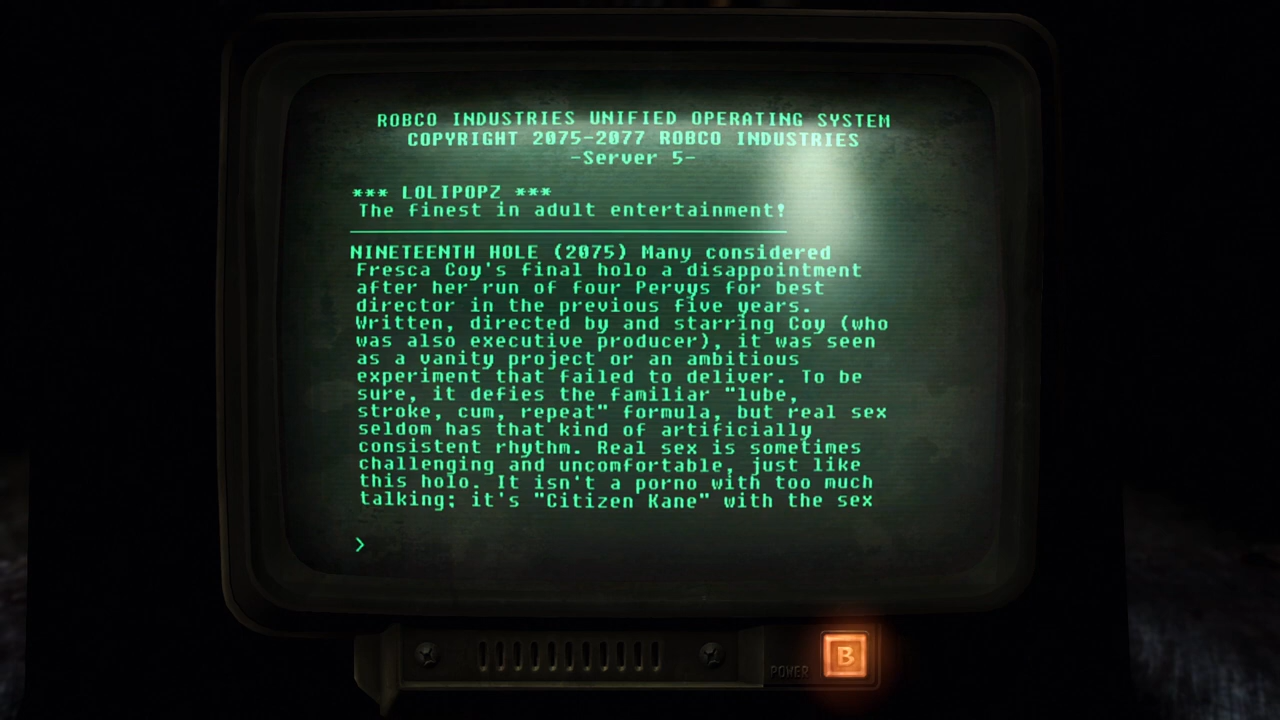 ROBCO INDUSTRIES UNIFIED OPERATING SYSTEM
COPYRIGHT 2075-2077 ROBCO INDUSTRIES
-Server 5-
*** LOLIPOPZ ***
The finest in adult entertainment!
NINETEENTH HOLE (2075) Many considered
Fresca Coy's final holo a disappointment
after her run of four Pervys for best
director in the previous five years.
Written, directed by and starring Coy (who
was also executive producer), it was seen
as a vanity project or an ambitious
experiment that failed to deliver. To be
sure, it defies the familiar "lube,
stroke, cum, repeat" formula, but real sex
seldom has that kind of artificially
consistent rhythm. Real sex is sometimes
challenging and uncomfortable, just like
this holo. It isn't a porno with too much
talking; it's "Citizen Kane" with the sex
>
POWER
B